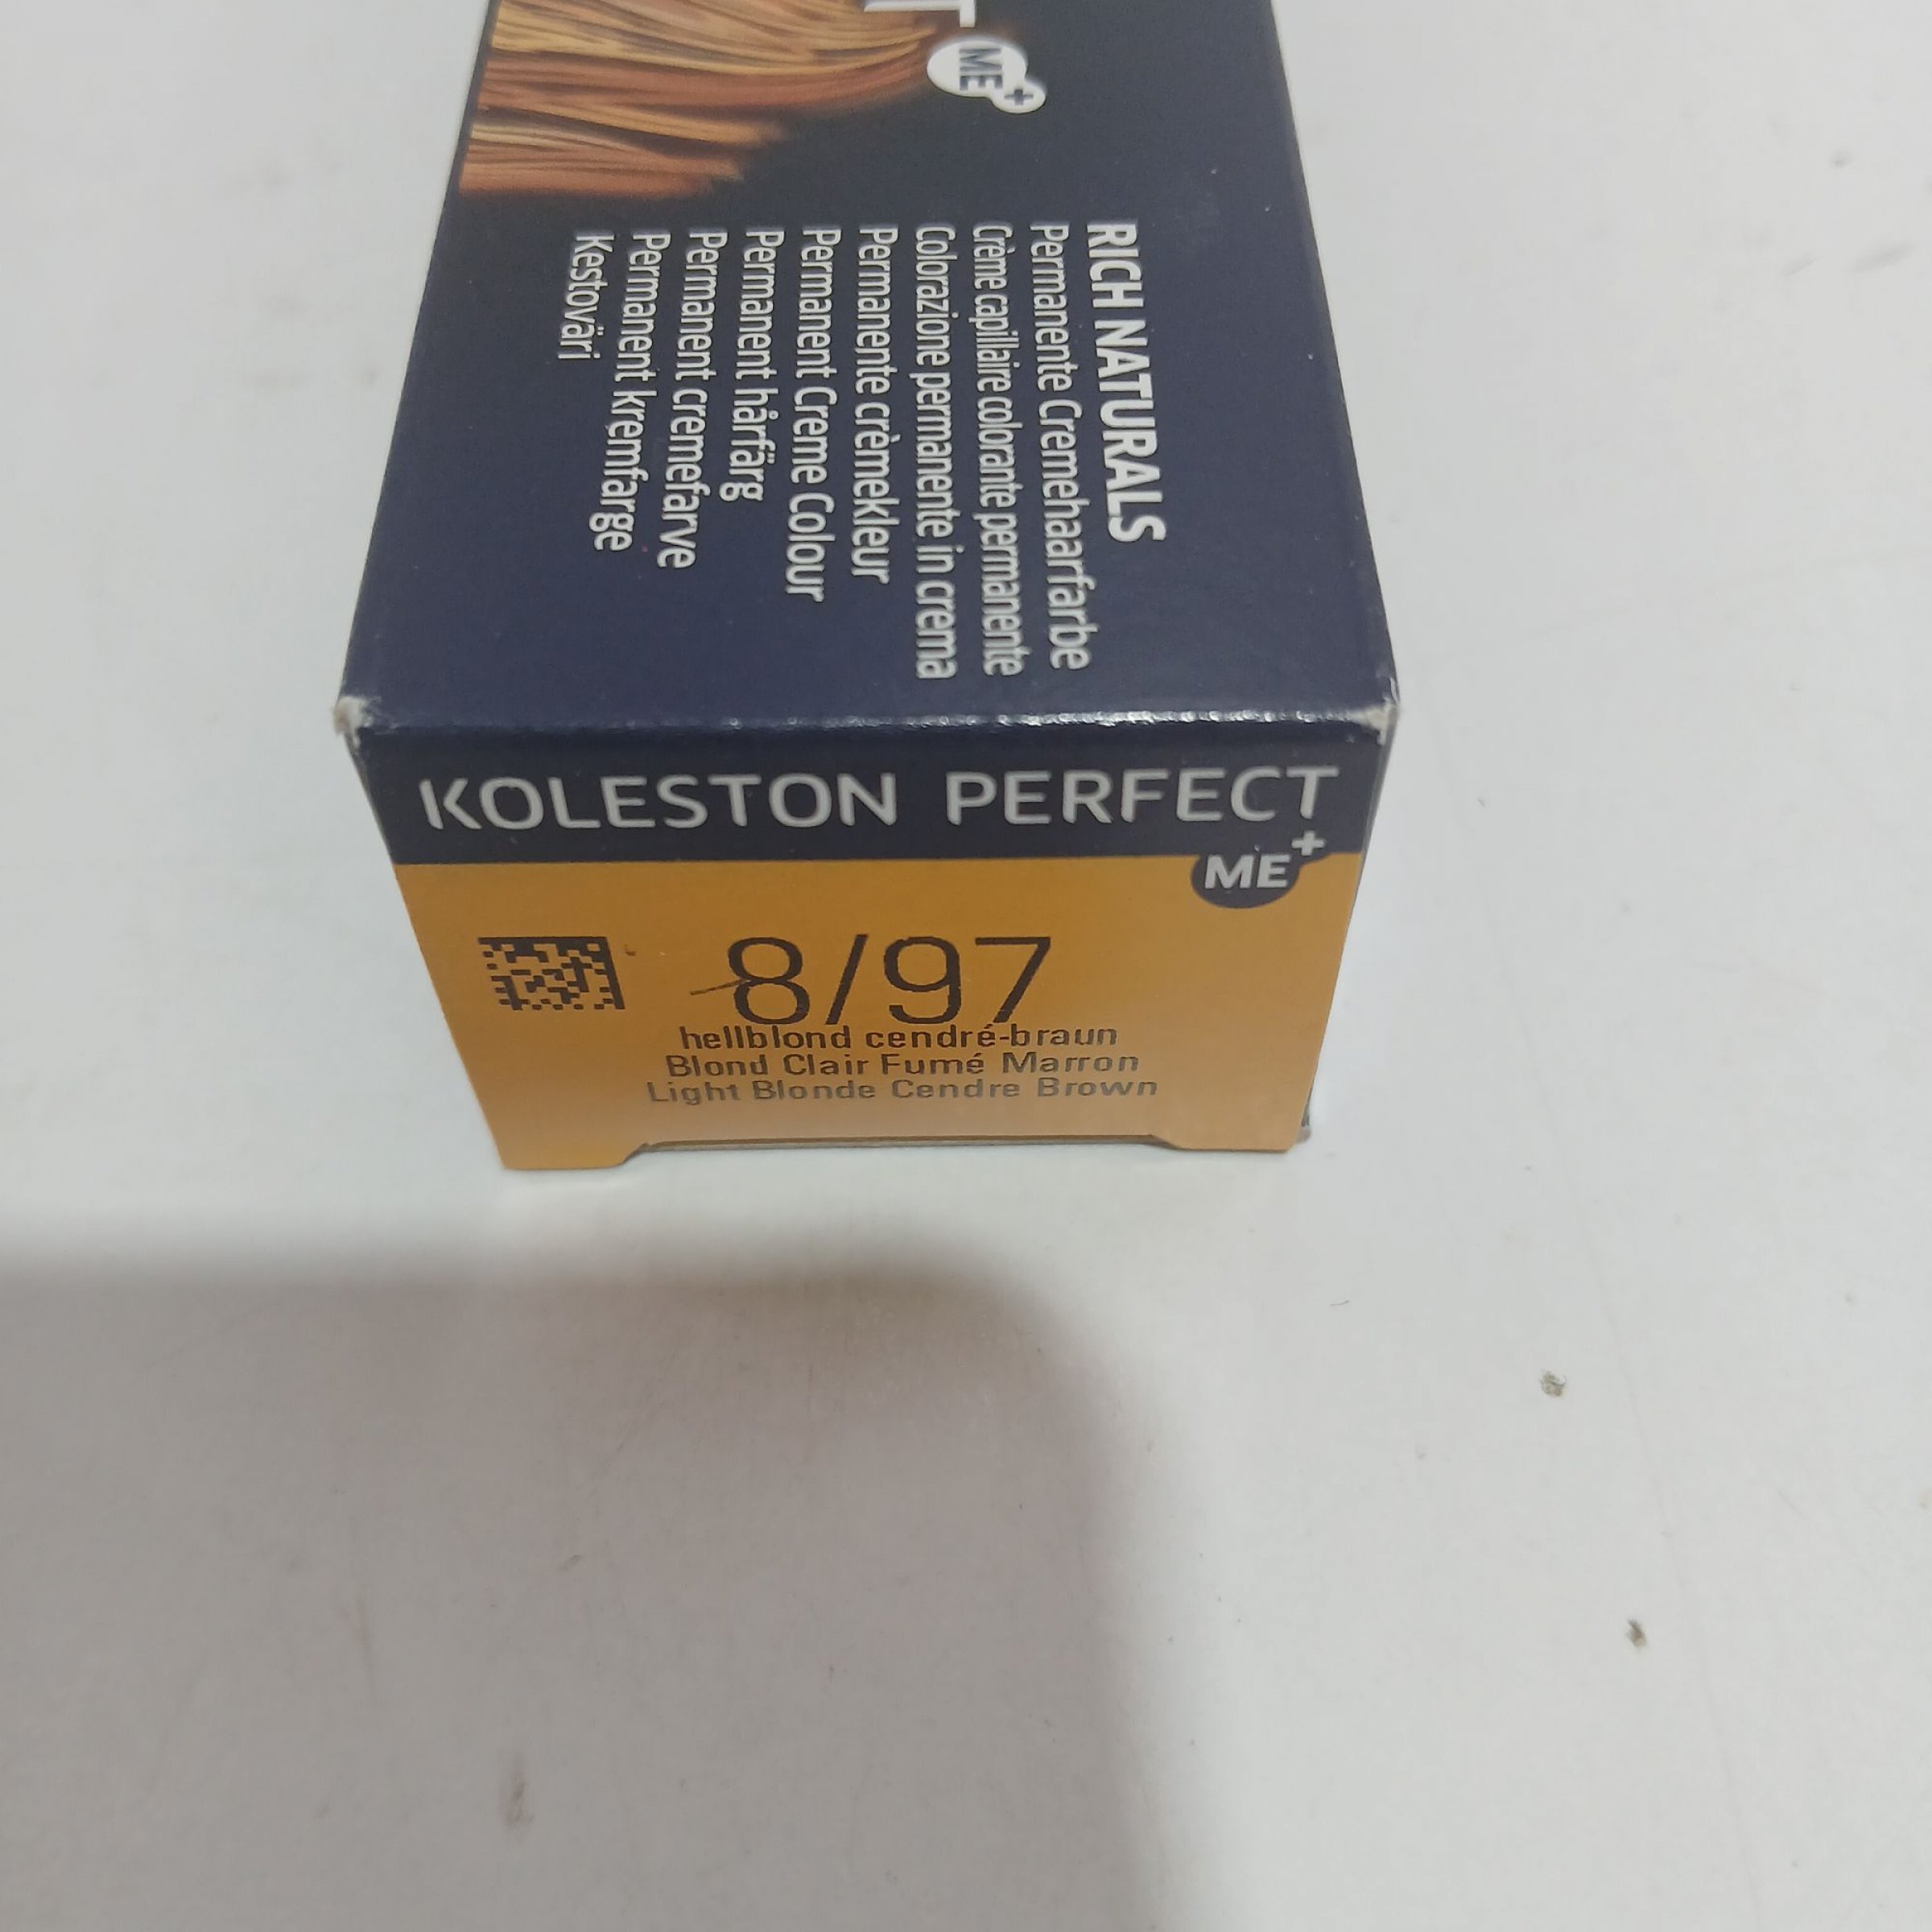 T ME+
RICH NATURALS
Permanente Cremehaarfarbe
Crème capillaire colorante permanente
Colorazione permanente in crema
Permanente crèmekleur
Permanent Creme Colour
Permanent hårfärg
Permanent cremefarve
Permanent kremfarge
Kestoväri
KOLESTON PERFECT
ME+
8/97
hellblond cendré-braun
Blond Clair Fumé Marron
Light Blonde Cendre Brown